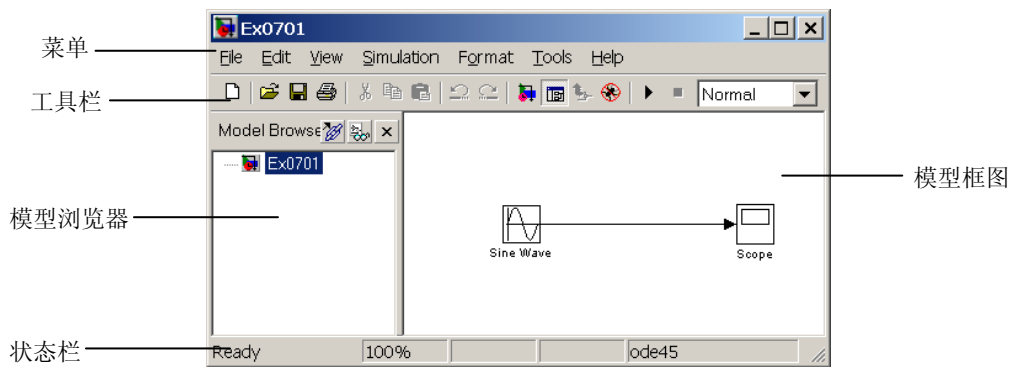 Ex0701
菜单
File Edit View Simulation Format Tools Help
工具栏
Normal
Model Browse
Ex0701
模型框图
模型浏览器
Sine Wave
Scope
状态栏
Ready 100% ode45